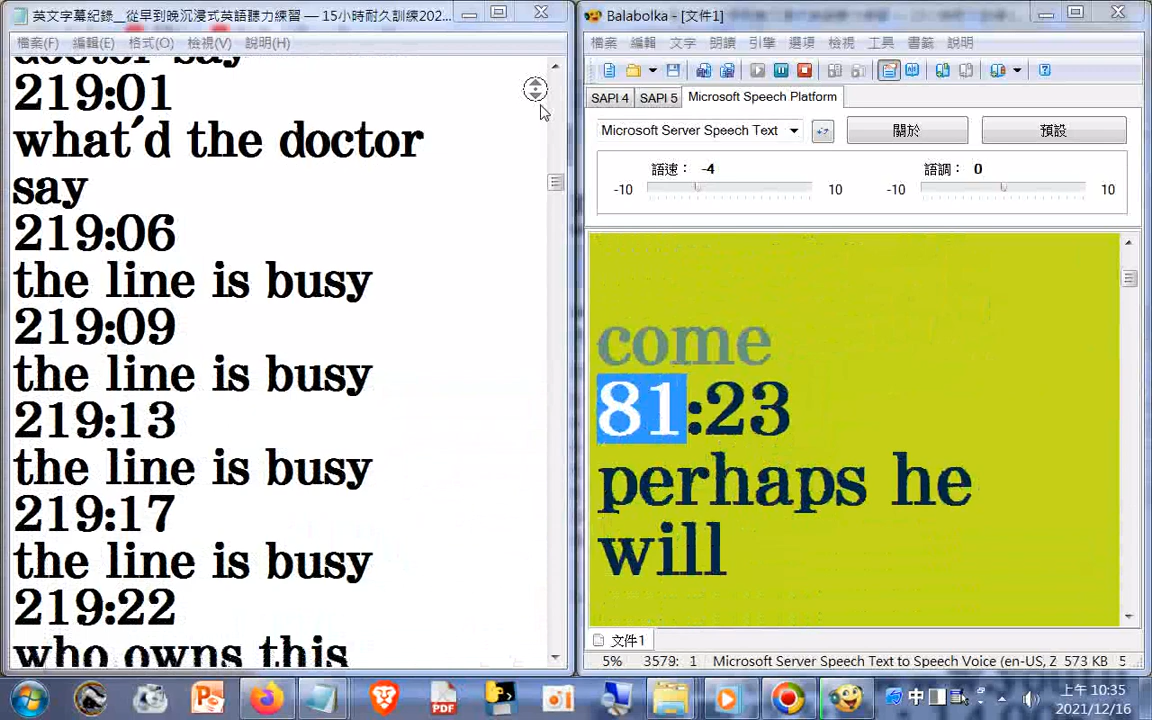 英文字幕紀錄__從早到晚沉浸式英語聽力練習 — 15小時耐久訓練202...
檔案(F) 編輯(E) 格式(O) 檢視(V) 說明(H)
doctor say
219:01
what'd the doctor
say
219:06
the line is busy
219:09
the line is busy
219:13
the line is busy
219:17
the line is busy
219:22
who owns this
Balabolka - [文件1]
檔案 編輯 文字 朗讀 引擎 選項 檢視 工具 書籤 說明
SAPI 4 SAPI 5 Microsoft Speech Platform
Microsoft Server Speech Text 關於 預設
語速： -4 語調： 0
-10 10 -10 10
come
81:23
perhaps he
will
文件1
5% 3579: 1 Microsoft Server Speech Text to Speech Voice (en-US, Z 573 KB 5
PDF 中 上午 10:35
2021/12/16